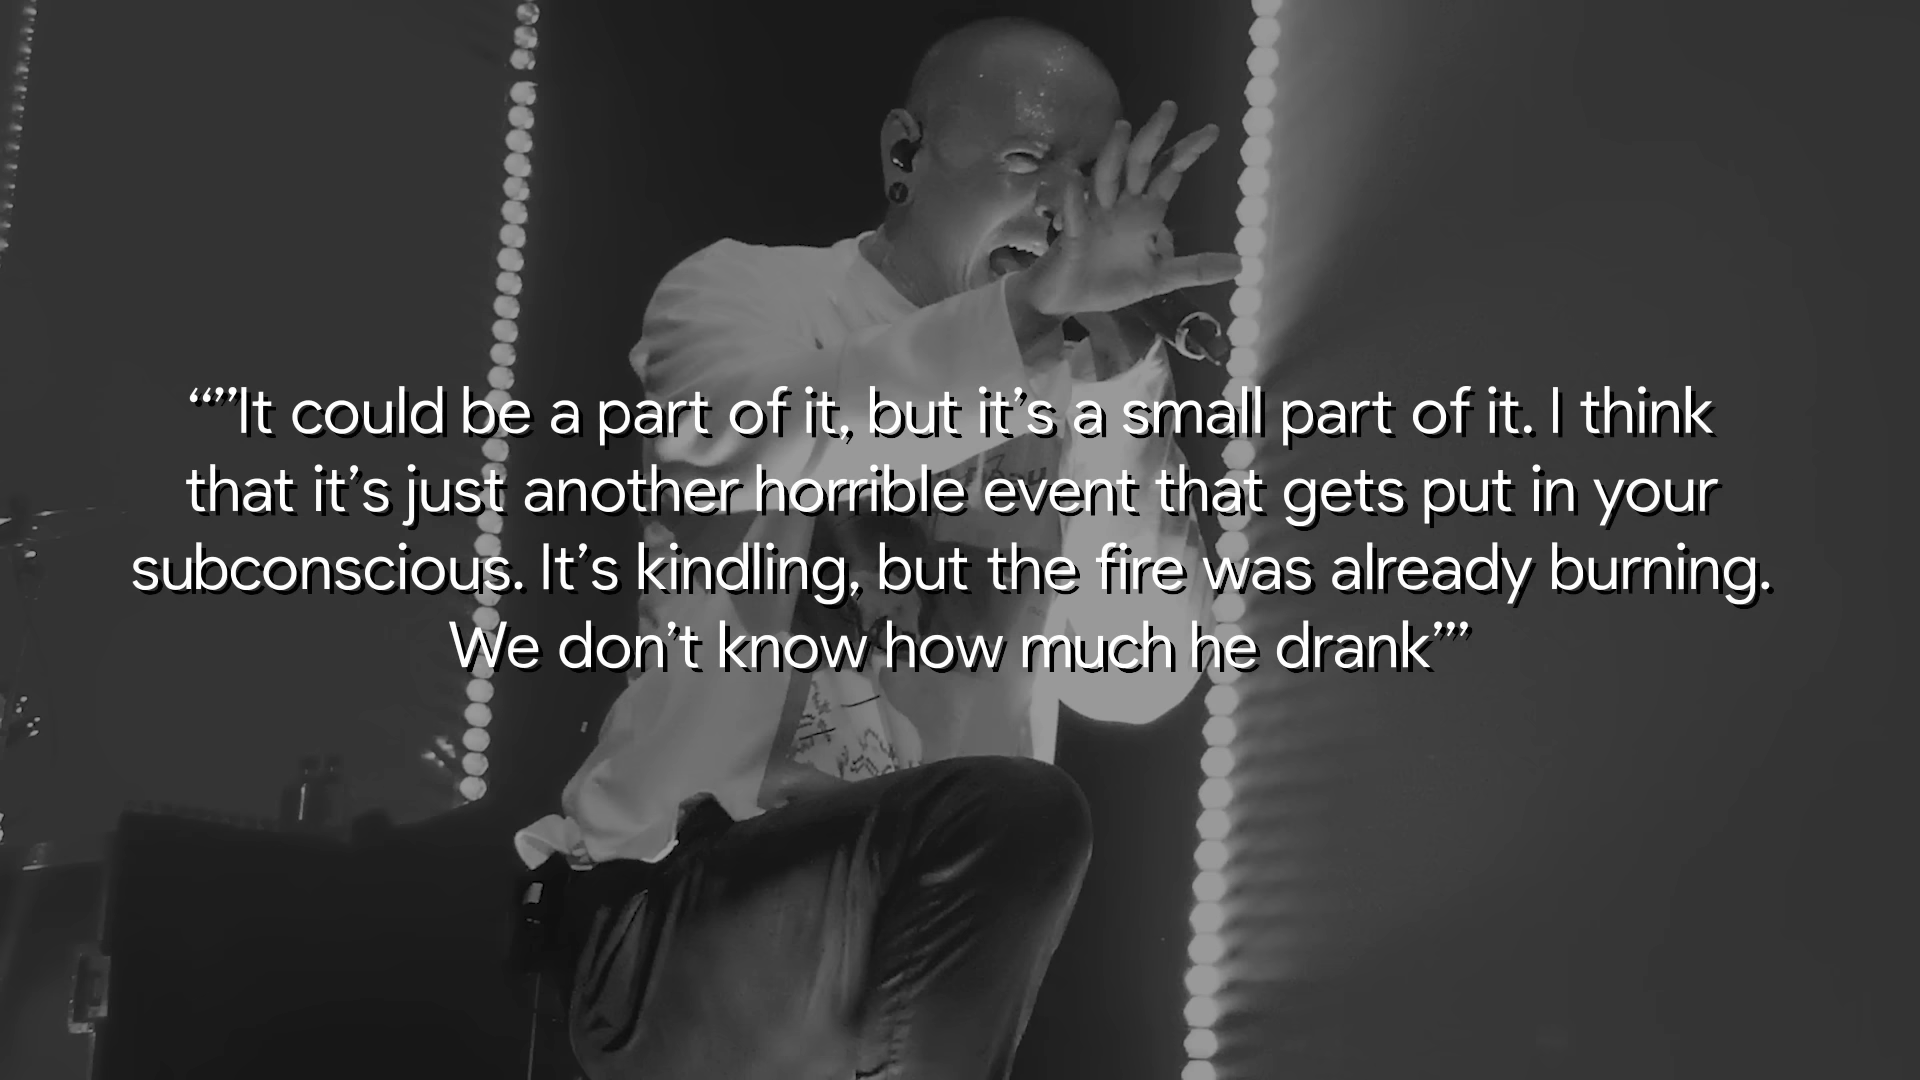 “”It could be a part of it, but it’s a small part of it. I think
that it’s just another horrible event that gets put in your
subconscious. It’s kindling, but the fire was already burning.
We don’t know how much he drank””